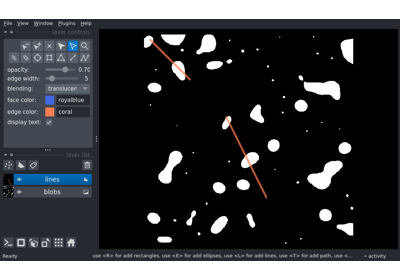 File View Window Plugins Help
layer controls
opacity: 0.70
edge width: 5
blending: translucen
face color: royalblue
edge color: coral
display text:
layer list
lines
blobs
Ready use <R> for add rectangles, use <E> for add ellipses, use <L> for add lines, use <T> for add path, use <... activity